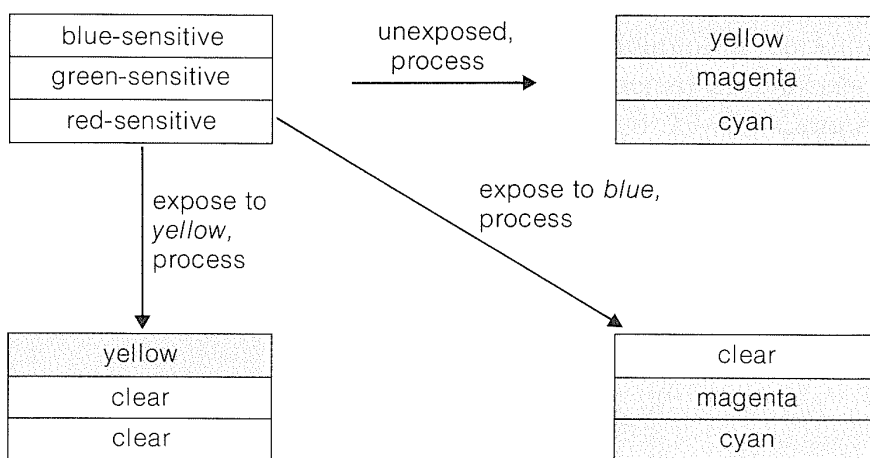 blue-sensitive
green-sensitive
red-sensitive
unexposed,
process
yellow
magenta
cyan
expose to
yellow,
process
expose to blue,
process
yellow
clear
clear
clear
magenta
cyan